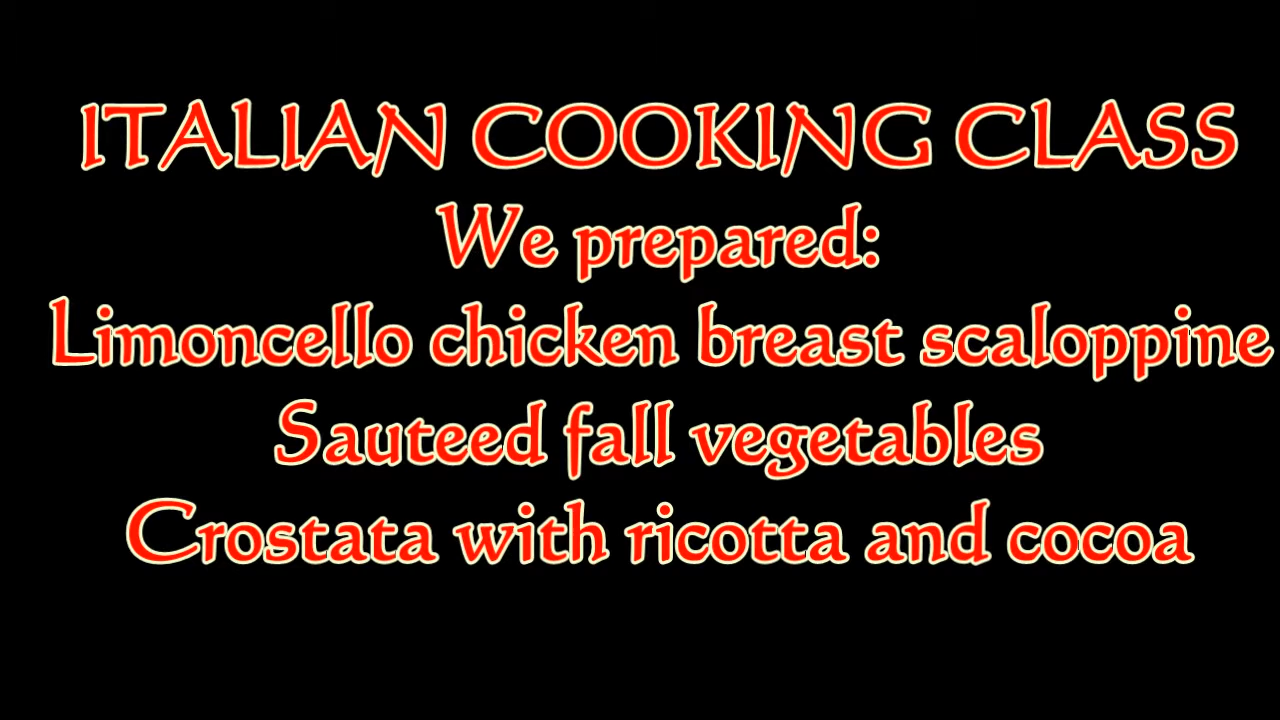 ITALIAN COOKING CLASS
We prepared:
Limoncello chicken breast scaloppine
Sauteed fall vegetables
Crostata with ricotta and cocoa